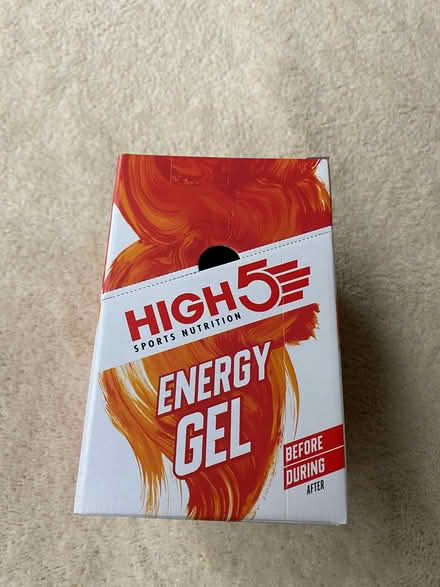 HIGH5
SPORTS NUTRITION
ENERGY
GEL
BEFORE
DURING
AFTER